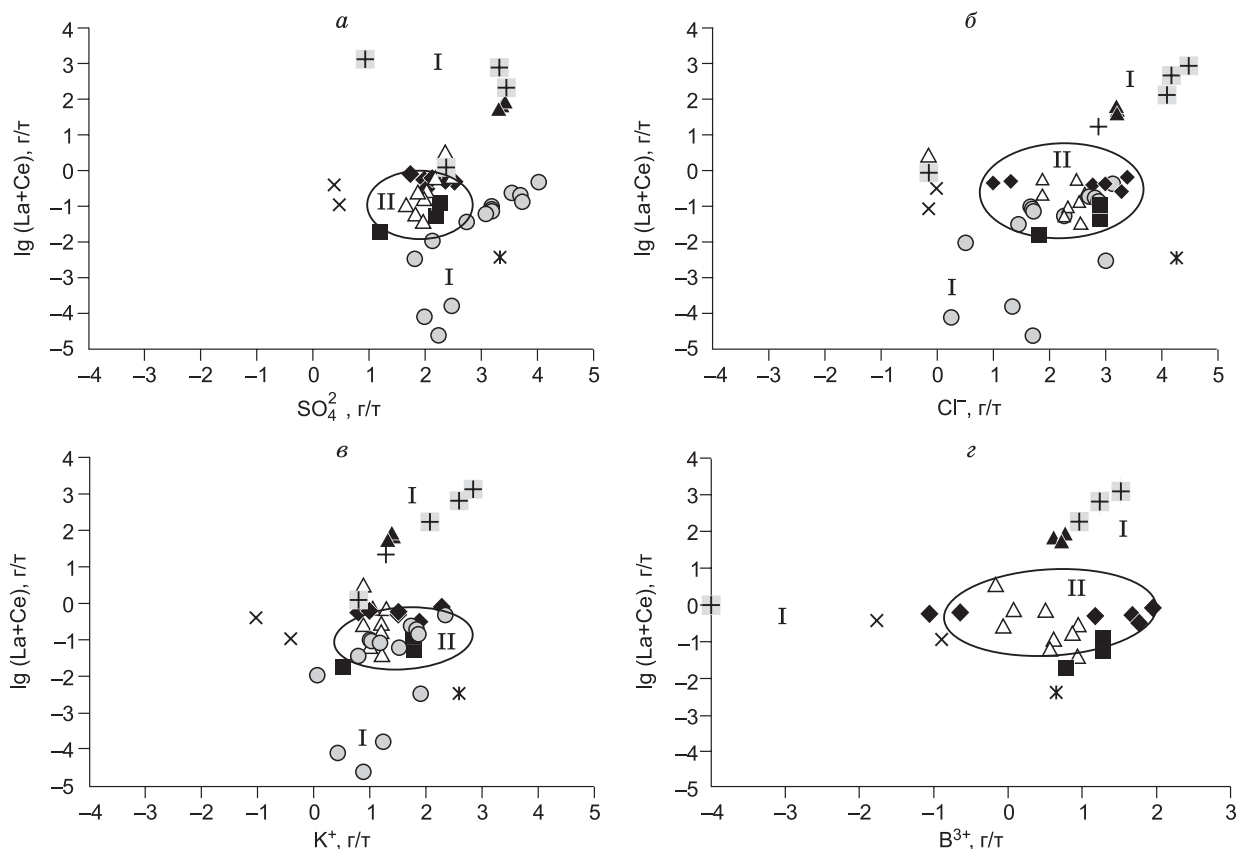 а
lg (La+Ce), г/т
4
3
2
1
0
–1
–2
–3
–4
–5
I
II
I
–4 –3 –2 –1 0 1 2 3 4 5
SO₄² , г/т
б
lg (La+Ce), г/т
4
3
2
1
0
–1
–2
–3
–4
–5
I
II
I
–4 –3 –2 –1 0 1 2 3 4 5
Cl⁻, г/т
в
lg (La+Ce), г/т
4
3
2
1
0
–1
–2
–3
–4
–5
I
II
I
–4 –3 –2 –1 0 1 2 3 4 5
K⁺, г/т
г
lg (La+Ce), г/т
4
3
2
1
0
–1
–2
–3
–4
–5
I
II
I
–4 –3 –2 –1 0 1 2 3
B³⁺, г/т